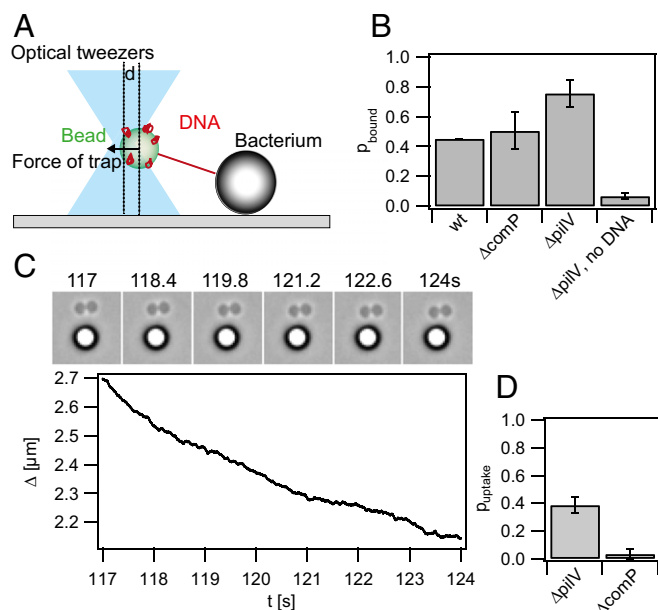 A
Optical tweezers
d
Bead
DNA
Bacterium
Force of trap
B
1.0
0.8
0.6
0.4
0.2
0.0
p_bound
wt
ΔcomP
ΔpilV
ΔpilV, no DNA
C
117 118.4 119.8 121.2 122.6 124s
2.7
2.6
2.5
2.4
2.3
2.2
Δ [µm]
117 118 119 120 121 122 123 124
t [s]
D
1.0
0.8
0.6
0.4
0.2
0.0
p_uptake
ΔpilV
ΔcomP